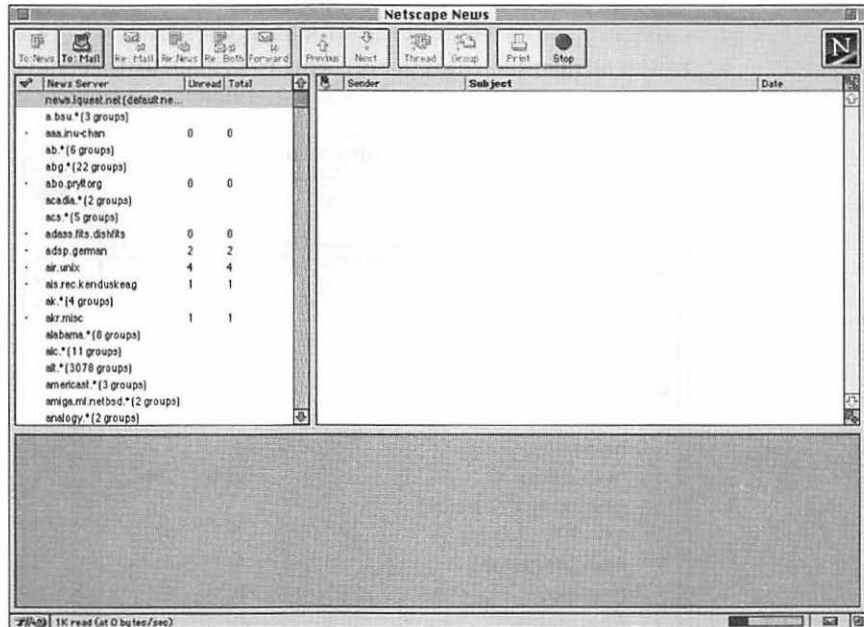 Netscape News
To: News To: Mail Re: Mail Re: News Re: Both Forward Previous Next Thread Group Print Stop
N
News Server Unread Total
news.iquest.net (default ne...
a.bsu.* (3 groups)
aaa.inu-chan 0 0
ab.* (6 groups)
abg.* (22 groups)
abo.pryltorg 0 0
acadia.* (2 groups)
acs.* (5 groups)
adass.fits.dishfits 0 0
adsp.german 2 2
air.unix 4 4
als.rec.kenduskeag 1 1
ak.* (4 groups)
akr.misc 1 1
alabama.* (8 groups)
alc.* (11 groups)
alt.* (3078 groups)
americast.* (3 groups)
amiga.ml.netbsd.* (2 groups)
analogy.* (2 groups)
Sender Subject Date
1K read (at 0 bytes/sec)